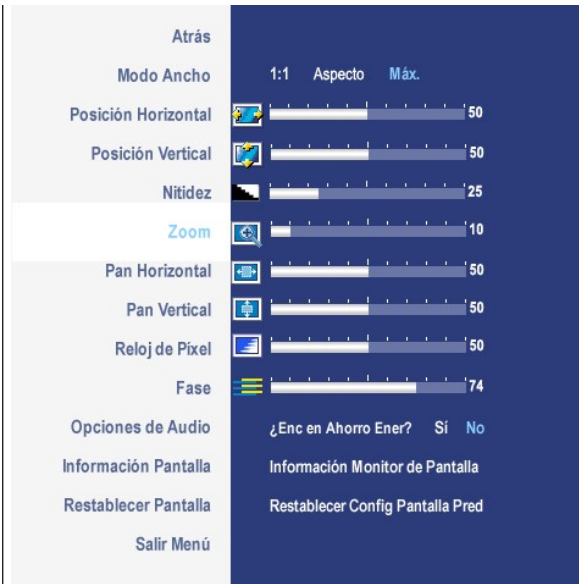 Atrás
Modo Ancho 1:1 Aspecto Máx.
Posición Horizontal 50
Posición Vertical 50
Nitidez 25
Zoom 10
Pan Horizontal 50
Pan Vertical 50
Reloj de Píxel 50
Fase 74
Opciones de Audio ¿Enc en Ahorro Ener? Sí No
Información Pantalla Información Monitor de Pantalla
Restablecer Pantalla Restablecer Config Pantalla Pred
Salir Menú